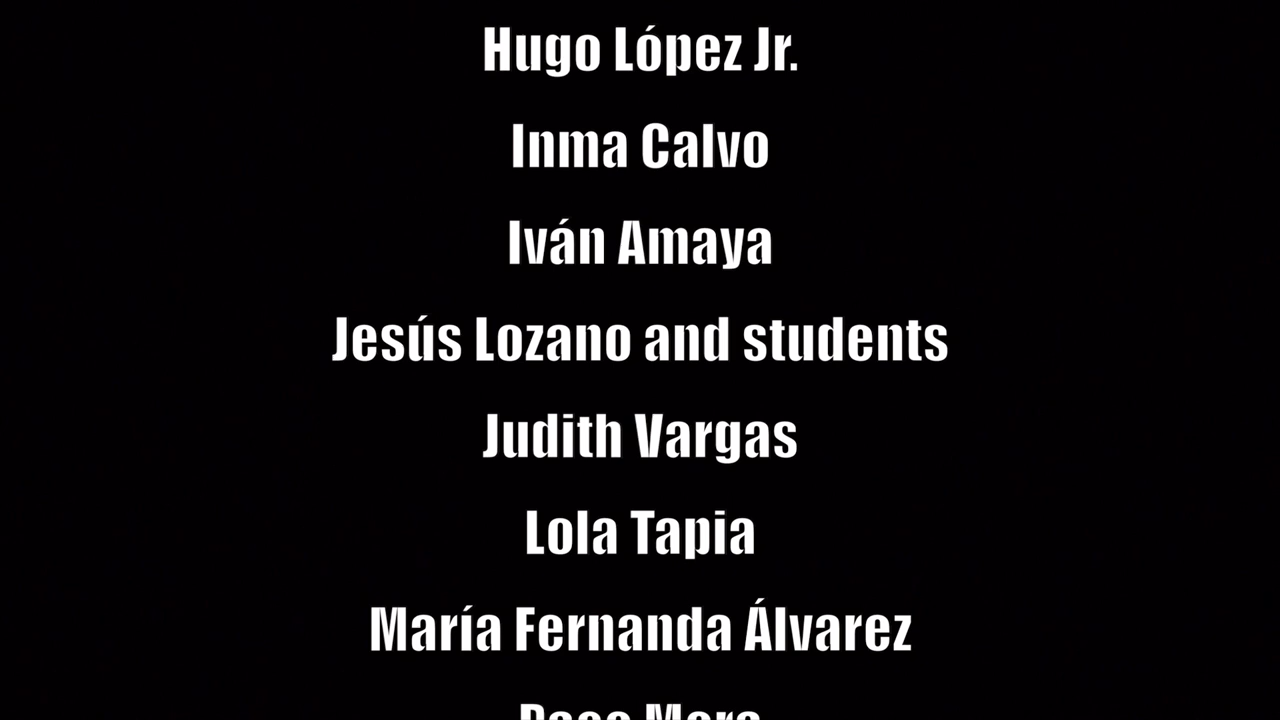 Hugo López Jr.
Inma Calvo
Iván Amaya
Jesús Lozano and students
Judith Vargas
Lola Tapia
María Fernanda Álvarez